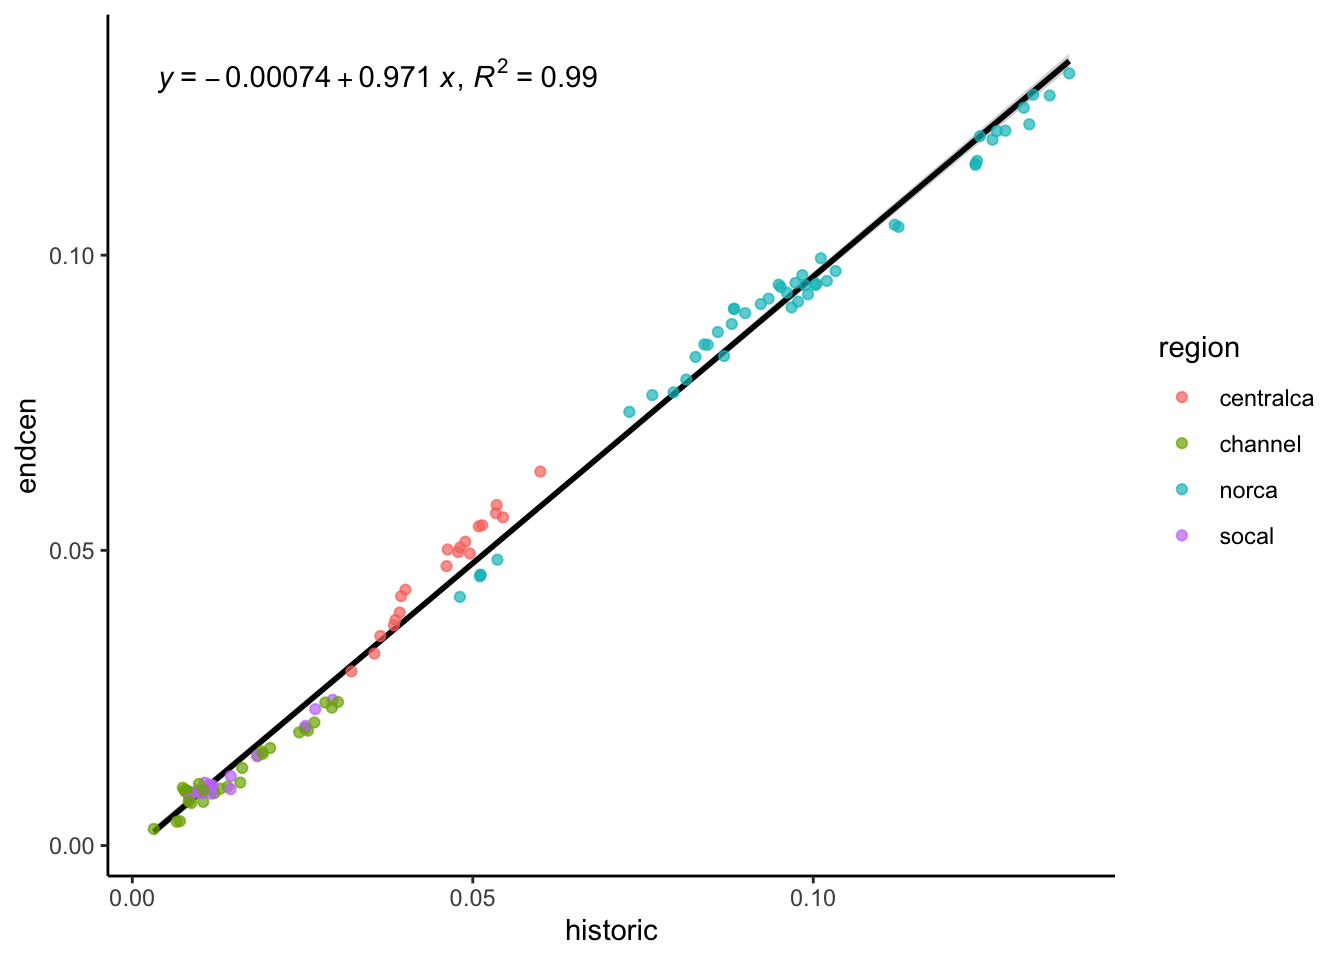 y = −0.00074 + 0.971 x, R² = 0.99
0.10
0.05
0.00
endcen
0.00 0.05 0.10
historic
region
centralca
channel
norca
socal